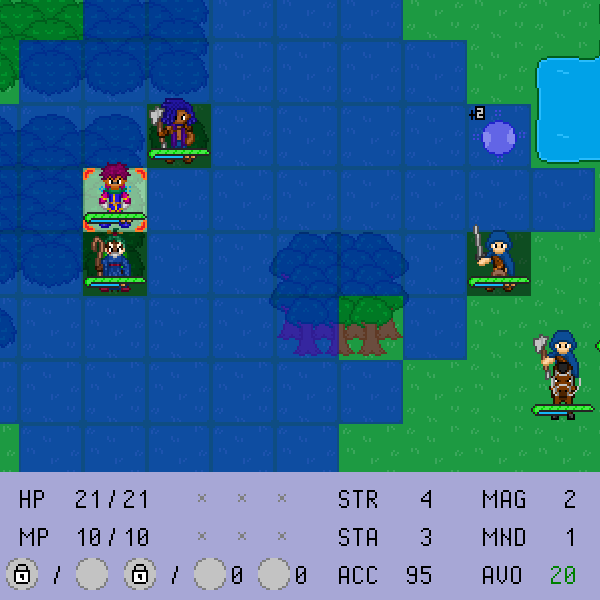 +2
HP 21/21 × × × STR 4 MAG 2
MP 10/10 × × × STA 3 MND 1
/ / 0 0 ACC 95 AVO 20